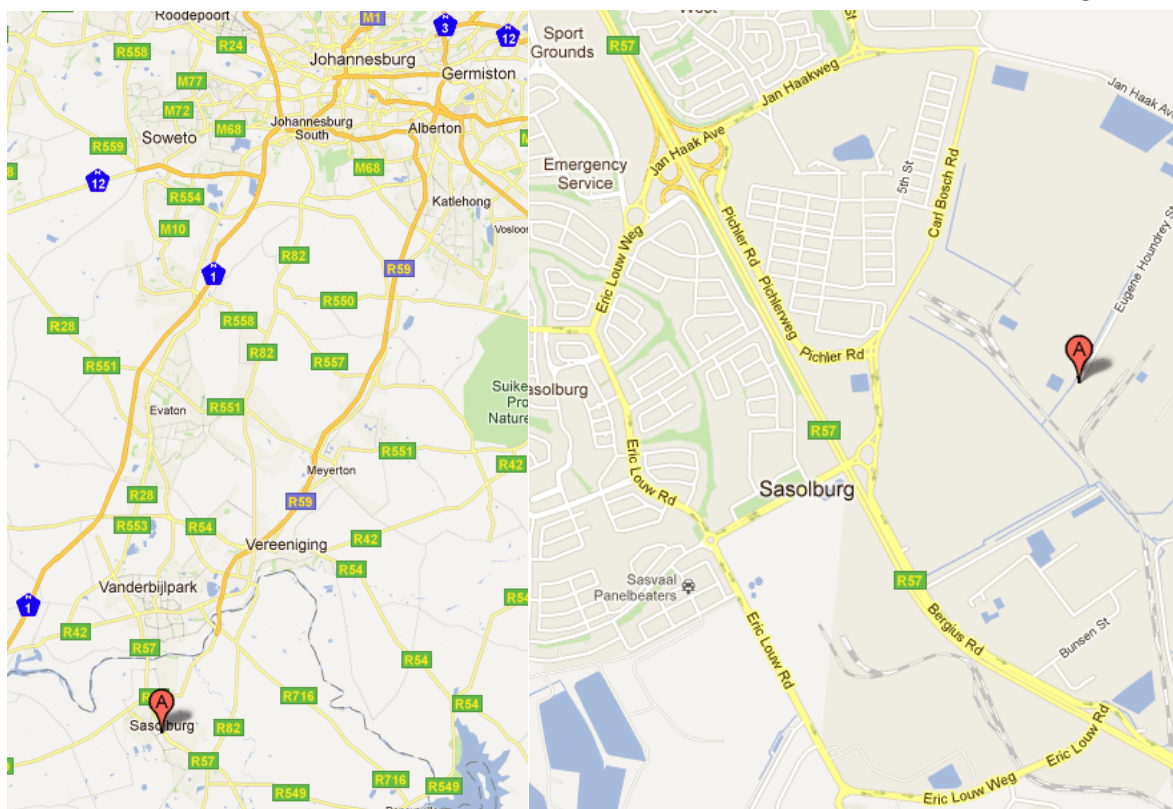 Roodepoort
M1
N
3
N
12
R24
R558
Johannesburg
Germiston
M77
M72
M68
Johannesburg
South
Alberton
Soweto
R559
M68
N
12
R554
Katlehong
M10
R82
R59
N
1
R550
R28
R558
R82
R557
R551
Evaton
R551
Meyerton
R551
R42
R28
R59
R553
R54
Vereeniging
R42
R54
Vanderbijlpark
N
1
R42
R57
R54
R716
R54
A
Sasolburg
R82
R57
R549
R716
R549
West
Sport
Grounds
R57
Jan Haakweg
Jan Haak Ave
Jan Haak Ave
Emergency
Service
5th St
Carl Bosch Rd
Eugene Houndrey St
Pichler Rd
Pichlerweg
Pichler Rd
Eric Louw Weg
A
R57
Eric Louw Rd
Sasolburg
Sasvaal
Panelbeaters
R57
Bergius Rd
Bunsen St
Eric Louw Rd
Eric Louw Rd
Eric Louw Weg